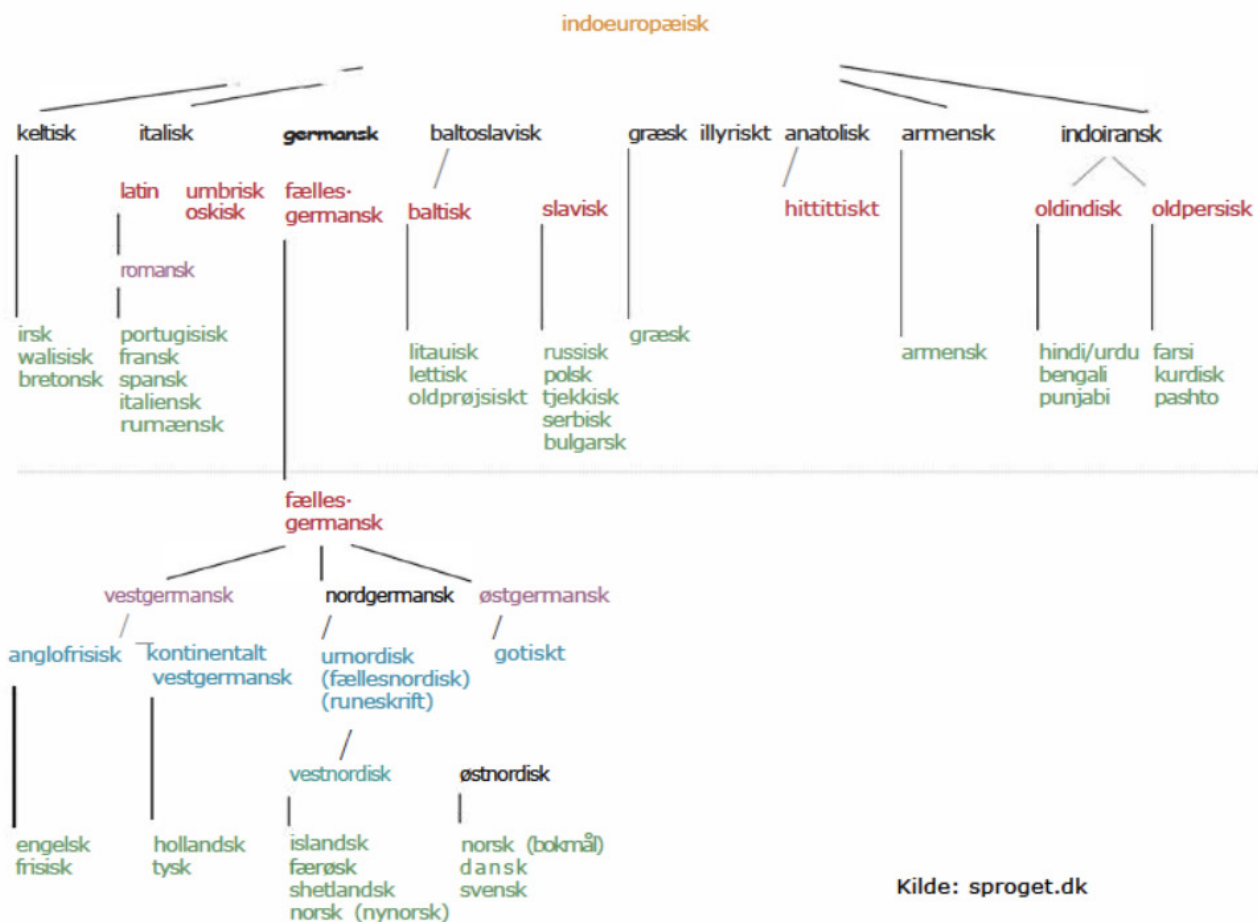 indoeuropæisk
keltisk italisk germansk baltoslavisk græsk illyriskt anatolisk armensk indoiransk
latin umbrisk fælles-
oskisk germansk baltisk slavisk hittittiskt oldindisk oldpersisk
romansk
irsk portugisisk græsk
walisisk fransk litauisk russisk armensk hindi/urdu farsi
bretonsk spansk lettisk polsk bengali kurdisk
italiensk oldprøjsiskt tjekkisk punjabi pashto
rumænsk serbisk
bulgarsk
fælles-
germansk
vestgermansk nordgermansk østgermansk
anglofrisisk kontinentalt urnordisk gotiskt
vestgermansk (fællesnordisk)
(runeskrift)
vestnordisk østnordisk
engelsk hollandsk islandsk norsk (bokmål)
frisisk tysk færøsk dansk
shetlandsk svensk
norsk (nynorsk)
Kilde: sproget.dk